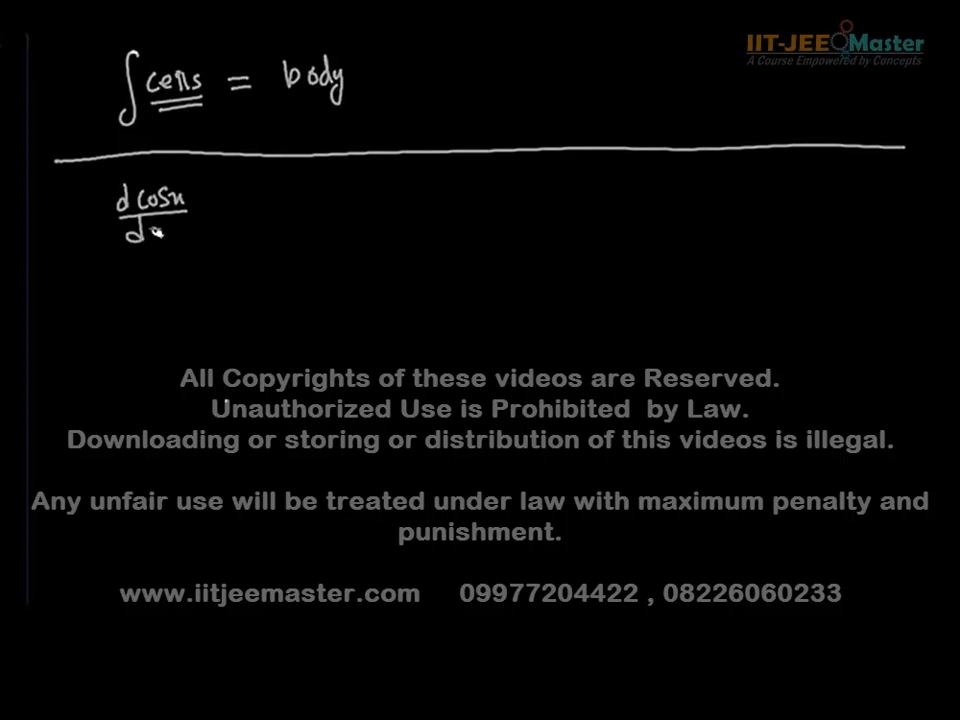 IIT-JEE Master
A Course Empowered by Concepts
∫ cells = body
d cosx
d
All Copyrights of these videos are Reserved.
Unauthorized Use is Prohibited by Law.
Downloading or storing or distribution of this videos is illegal.
Any unfair use will be treated under law with maximum penalty and
punishment.
www.iitjeemaster.com 09977204422 , 08226060233